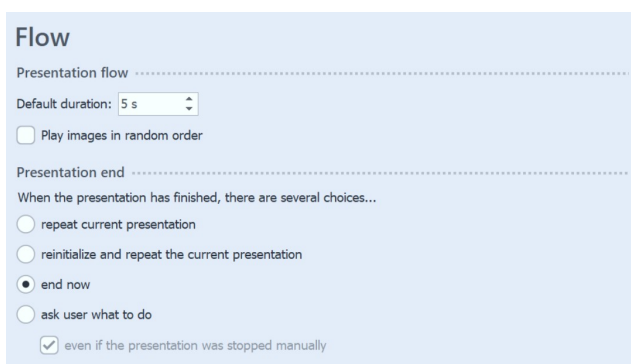 Flow
Presentation flow
Default duration: 5 s
Play images in random order
Presentation end
When the presentation has finished, there are several choices...
repeat current presentation
reinitialize and repeat the current presentation
end now
ask user what to do
even if the presentation was stopped manually